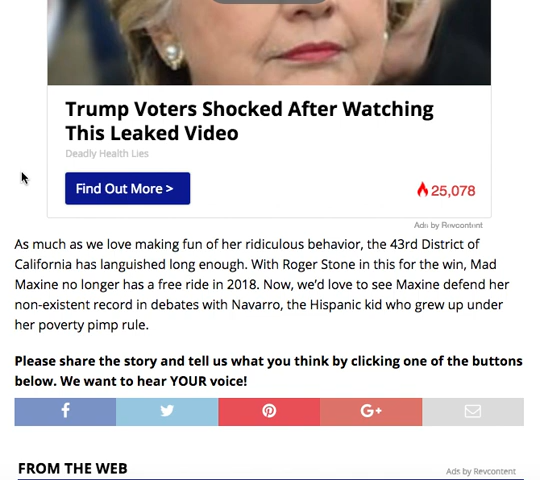 Trump Voters Shocked After Watching
This Leaked Video
Deadly Health Lies
Find Out More >
25,078
Ads by Revcontent
As much as we love making fun of her ridiculous behavior, the 43rd District of
California has languished long enough. With Roger Stone in this for the win, Mad
Maxine no longer has a free ride in 2018. Now, we'd love to see Maxine defend her
non-existent record in debates with Navarro, the Hispanic kid who grew up under
her poverty pimp rule.
Please share the story and tell us what you think by clicking one of the buttons
below. We want to hear YOUR voice!
f G+
FROM THE WEB
Ads by Revcontent